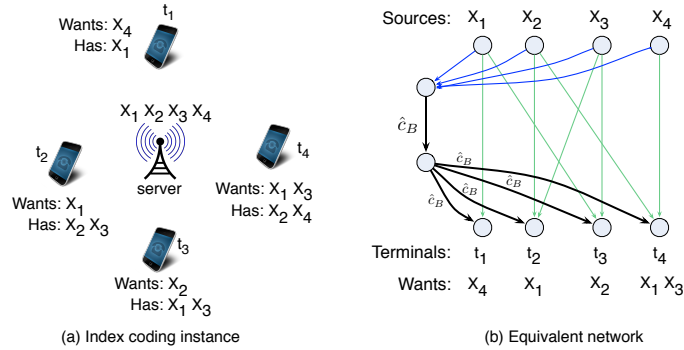 t1
Wants: X4
Has: X1
X1 X2 X3 X4
t2
t4
server
Wants: X1
Has: X2 X3
Wants: X1 X3
Has: X2 X4
t3
Wants: X2
Has: X1 X3
(a) Index coding instance
Sources: X1 X2 X3 X4
ĉB
ĉB
ĉB
ĉB
ĉB
Terminals: t1 t2 t3 t4
Wants: X4 X1 X2 X1 X3
(b) Equivalent network